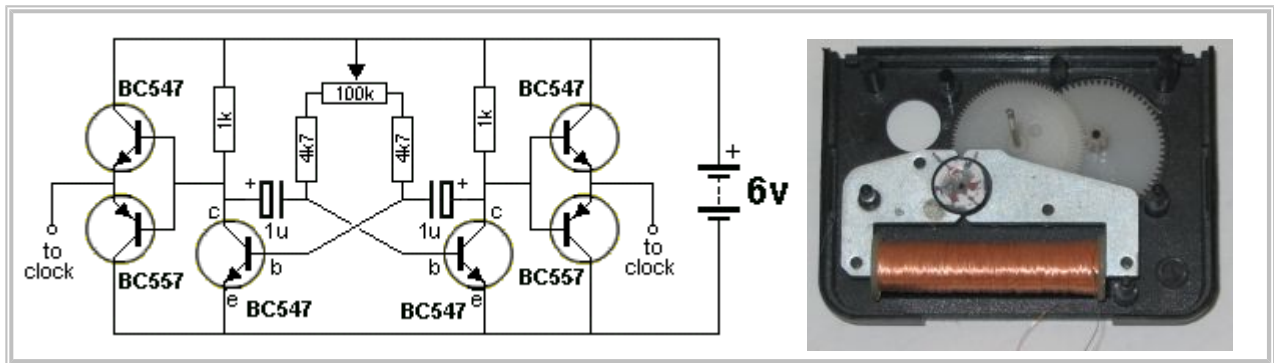 BC547
1k
100k
1k
BC547
4k7
4k7
+
6v
+
+
c
1u
1u
c
to
clock
b
b
to
clock
BC557
e
BC547
BC547
e
BC557